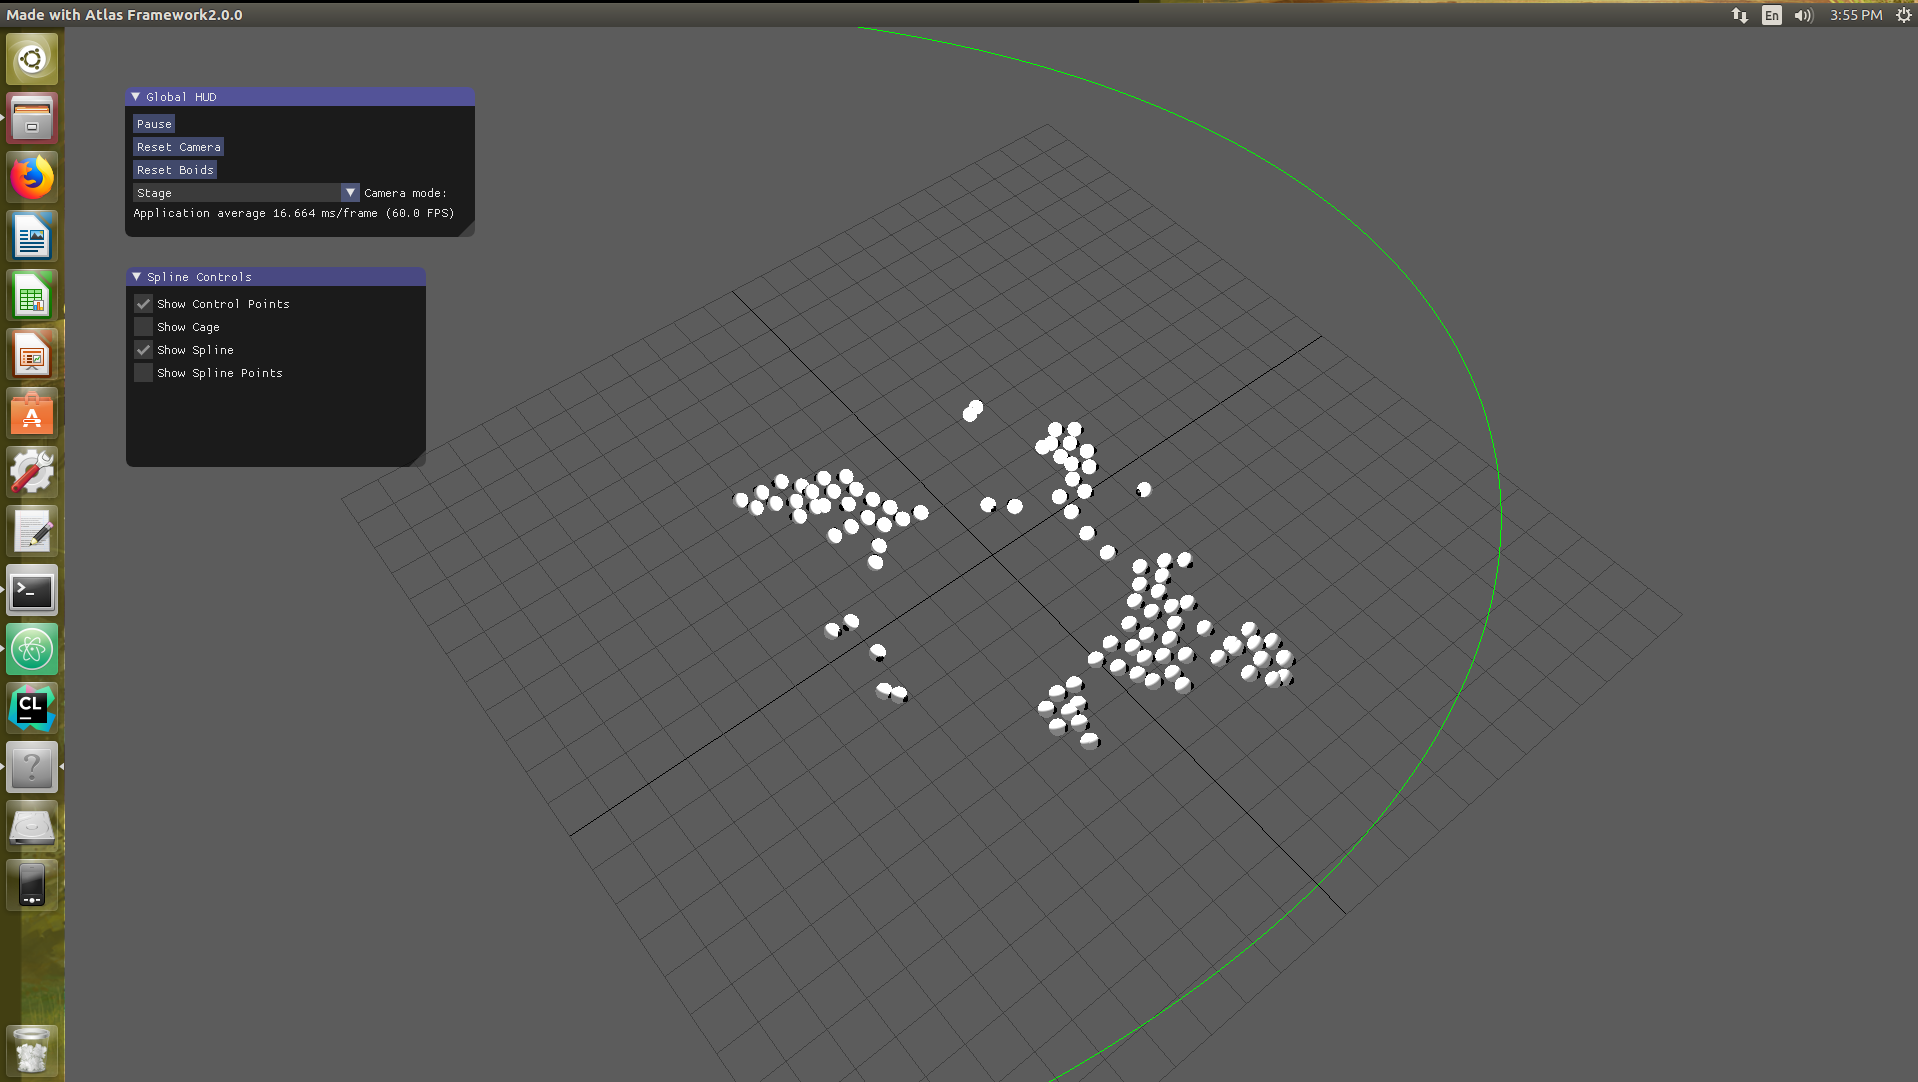 Made with Atlas Framework2.0.0
En
3:55 PM
Global HUD
Pause
Reset Camera
Reset Boids
Stage Camera mode:
Application average 16.664 ms/frame (60.0 FPS)
Spline Controls
Show Control Points
Show Cage
Show Spline
Show Spline Points
A
>_
CL
?